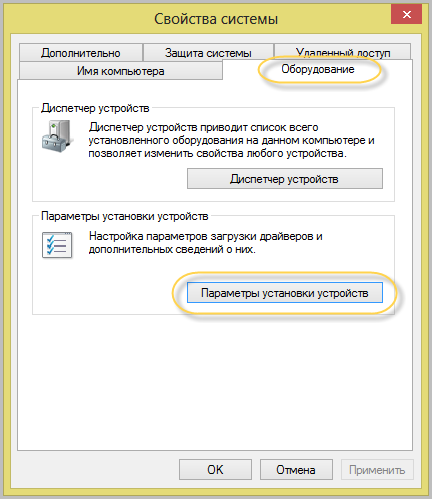 Свойства системы
Дополнительно
Защита системы
Удаленный доступ
Имя компьютера
Оборудование
Диспетчер устройств
Диспетчер устройств приводит список всего
установленного оборудования на данном компьютере и
позволяет изменить свойства любого устройства.
Диспетчер устройств
Параметры установки устройств
Настройка параметров загрузки драйверов и
дополнительных сведений о них.
Параметры установки устройств
OK
Отмена
Применить